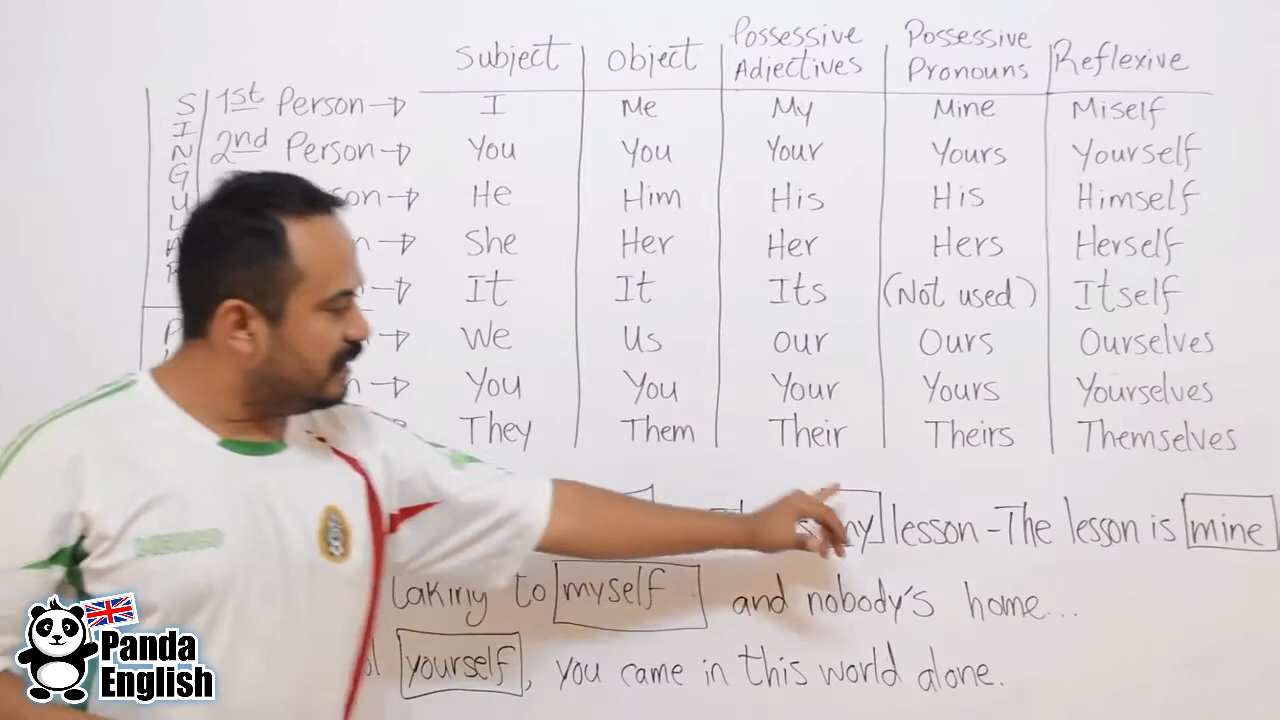 Subject Object Possessive Adjectives Possessive Pronouns Reflexive
SINGULAR
1st Person → I Me My Mine Miself
2nd Person → You You Your Yours Yourself
He Him His His Himself
She Her Her Hers Herself
It It Its (Not used) Itself
We Us our Ours Ourselves
You You Your Yours Yourselves
They Them Their Theirs Themselves
my lesson - The lesson is mine
to myself and nobody's home...
yourself, you came in this world alone.
Panda
English